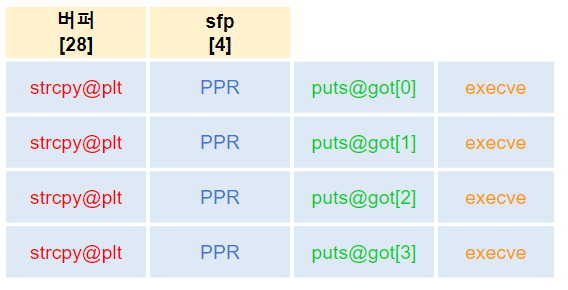 버퍼 sfp
[28] [4]
strcpy@plt PPR puts@got[0] execve
strcpy@plt PPR puts@got[1] execve
strcpy@plt PPR puts@got[2] execve
strcpy@plt PPR puts@got[3] execve